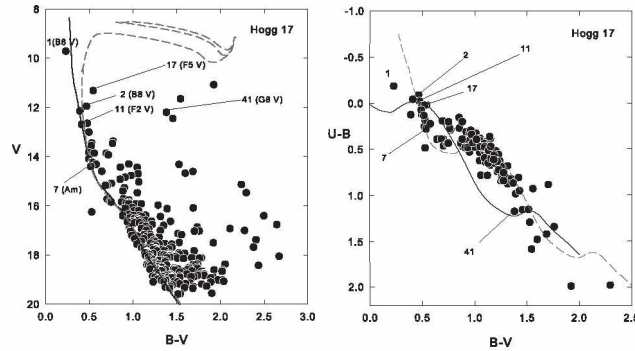 Hogg 17
8
10
12
14
16
18
20
V
1(B6 V)
17 (F5 V)
2 (B8 V)
11 (F2 V)
41 (G8 V)
7 (Am)
0.0 0.5 1.0 1.5 2.0 2.5 3.0
B-V
Hogg 17
-1.0
0.0
0.5
1.0
1.5
2.0
U-B
1
2
11
17
7
41
0.0 0.5 1.0 1.5 2.0 2.5
B-V